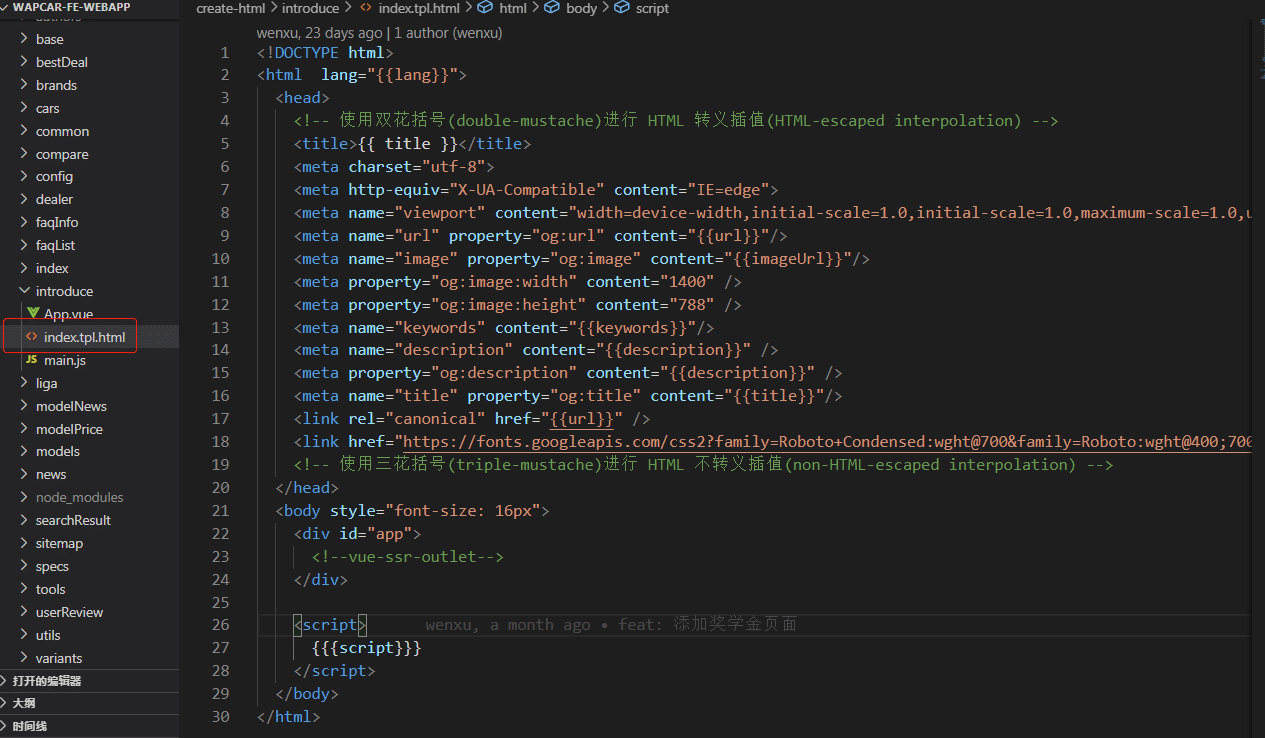 WAPCAR-FE-WEBAPP
authors
base
bestDeal
brands
cars
common
compare
config
dealer
faqInfo
faqList
index
introduce
App.vue
index.tpl.html
JS main.js
liga
modelNews
modelPrice
models
news
node_modules
searchResult
sitemap
specs
tools
userReview
utils
variants
打开的编辑器
大纲
时间线
create-html > introduce > index.tpl.html > html > body > script
wenxu, 23 days ago | 1 author (wenxu)
1 <!DOCTYPE html>
2 <html  lang="{{lang}}">
3 <head>
4 <!-- 使用双花括号(double-mustache)进行 HTML 转义插值(HTML-escaped interpolation) -->
5 <title>{{ title }}</title>
6 <meta charset="utf-8">
7 <meta http-equiv="X-UA-Compatible" content="IE=edge">
8 <meta name="viewport" content="width=device-width,initial-scale=1.0,initial-scale=1.0,maximum-scale=1.0,u
9 <meta name="url" property="og:url" content="{{url}}"/>
10 <meta name="image" property="og:image" content="{{imageUrl}}"/>
11 <meta property="og:image:width" content="1400" />
12 <meta property="og:image:height" content="788" />
13 <meta name="keywords" content="{{keywords}}"/>
14 <meta name="description" content="{{description}}" />
15 <meta property="og:description" content="{{description}}" />
16 <meta name="title" property="og:title" content="{{title}}"/>
17 <link rel="canonical" href="{{url}}" />
18 <link href="https://fonts.googleapis.com/css2?family=Roboto+Condensed:wght@700&family=Roboto:wght@400;700
19 <!-- 使用三花括号(triple-mustache)进行 HTML 不转义插值(non-HTML-escaped interpolation) -->
20 </head>
21 <body style="font-size: 16px">
22 <div id="app">
23 <!--vue-ssr-outlet-->
24 </div>
25
26 <script> wenxu, a month ago • feat: 添加奖学金页面
27 {{{script}}}
28 </script>
29 </body>
30 </html>